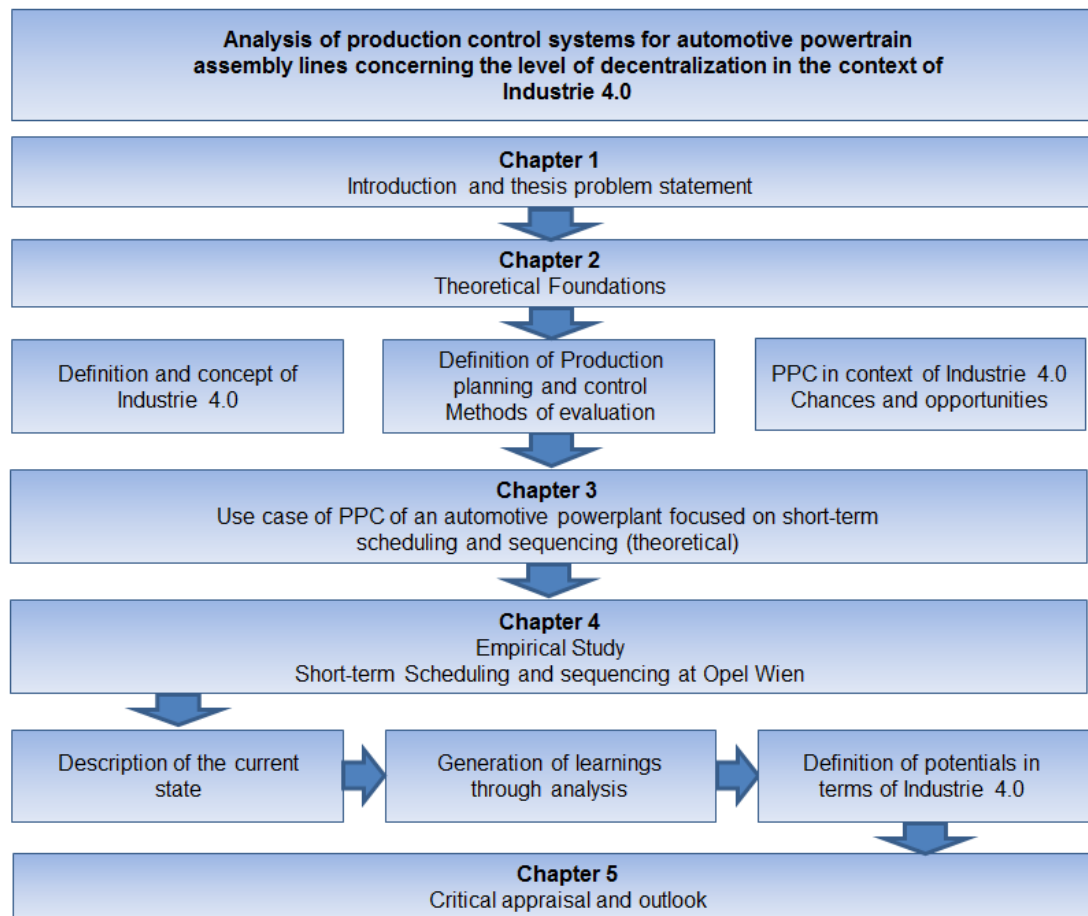 Analysis of production control systems for automotive powertrain
assembly lines concerning the level of decentralization in the context of
Industrie 4.0
Chapter 1
Introduction and thesis problem statement
Chapter 2
Theoretical Foundations
Definition and concept of
Industrie 4.0
Definition of Production
planning and control
Methods of evaluation
PPC in context of Industrie 4.0
Chances and opportunities
Chapter 3
Use case of PPC of an automotive powerplant focused on short-term
scheduling and sequencing (theoretical)
Chapter 4
Empirical Study
Short-term Scheduling and sequencing at Opel Wien
Description of the current
state
Generation of learnings
through analysis
Definition of potentials in
terms of Industrie 4.0
Chapter 5
Critical appraisal and outlook